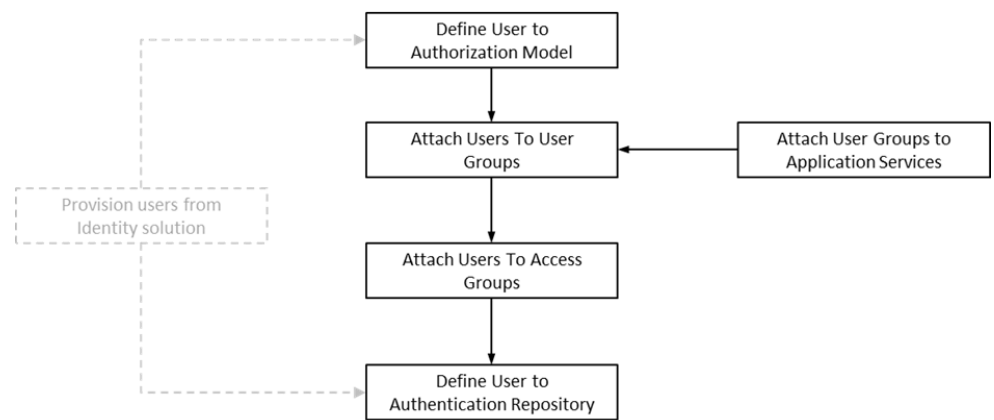 Define User to
Authorization Model
Attach Users To User
Groups
Attach User Groups to
Application Services
Provision users from
Identity solution
Attach Users To Access
Groups
Define User to
Authentication Repository